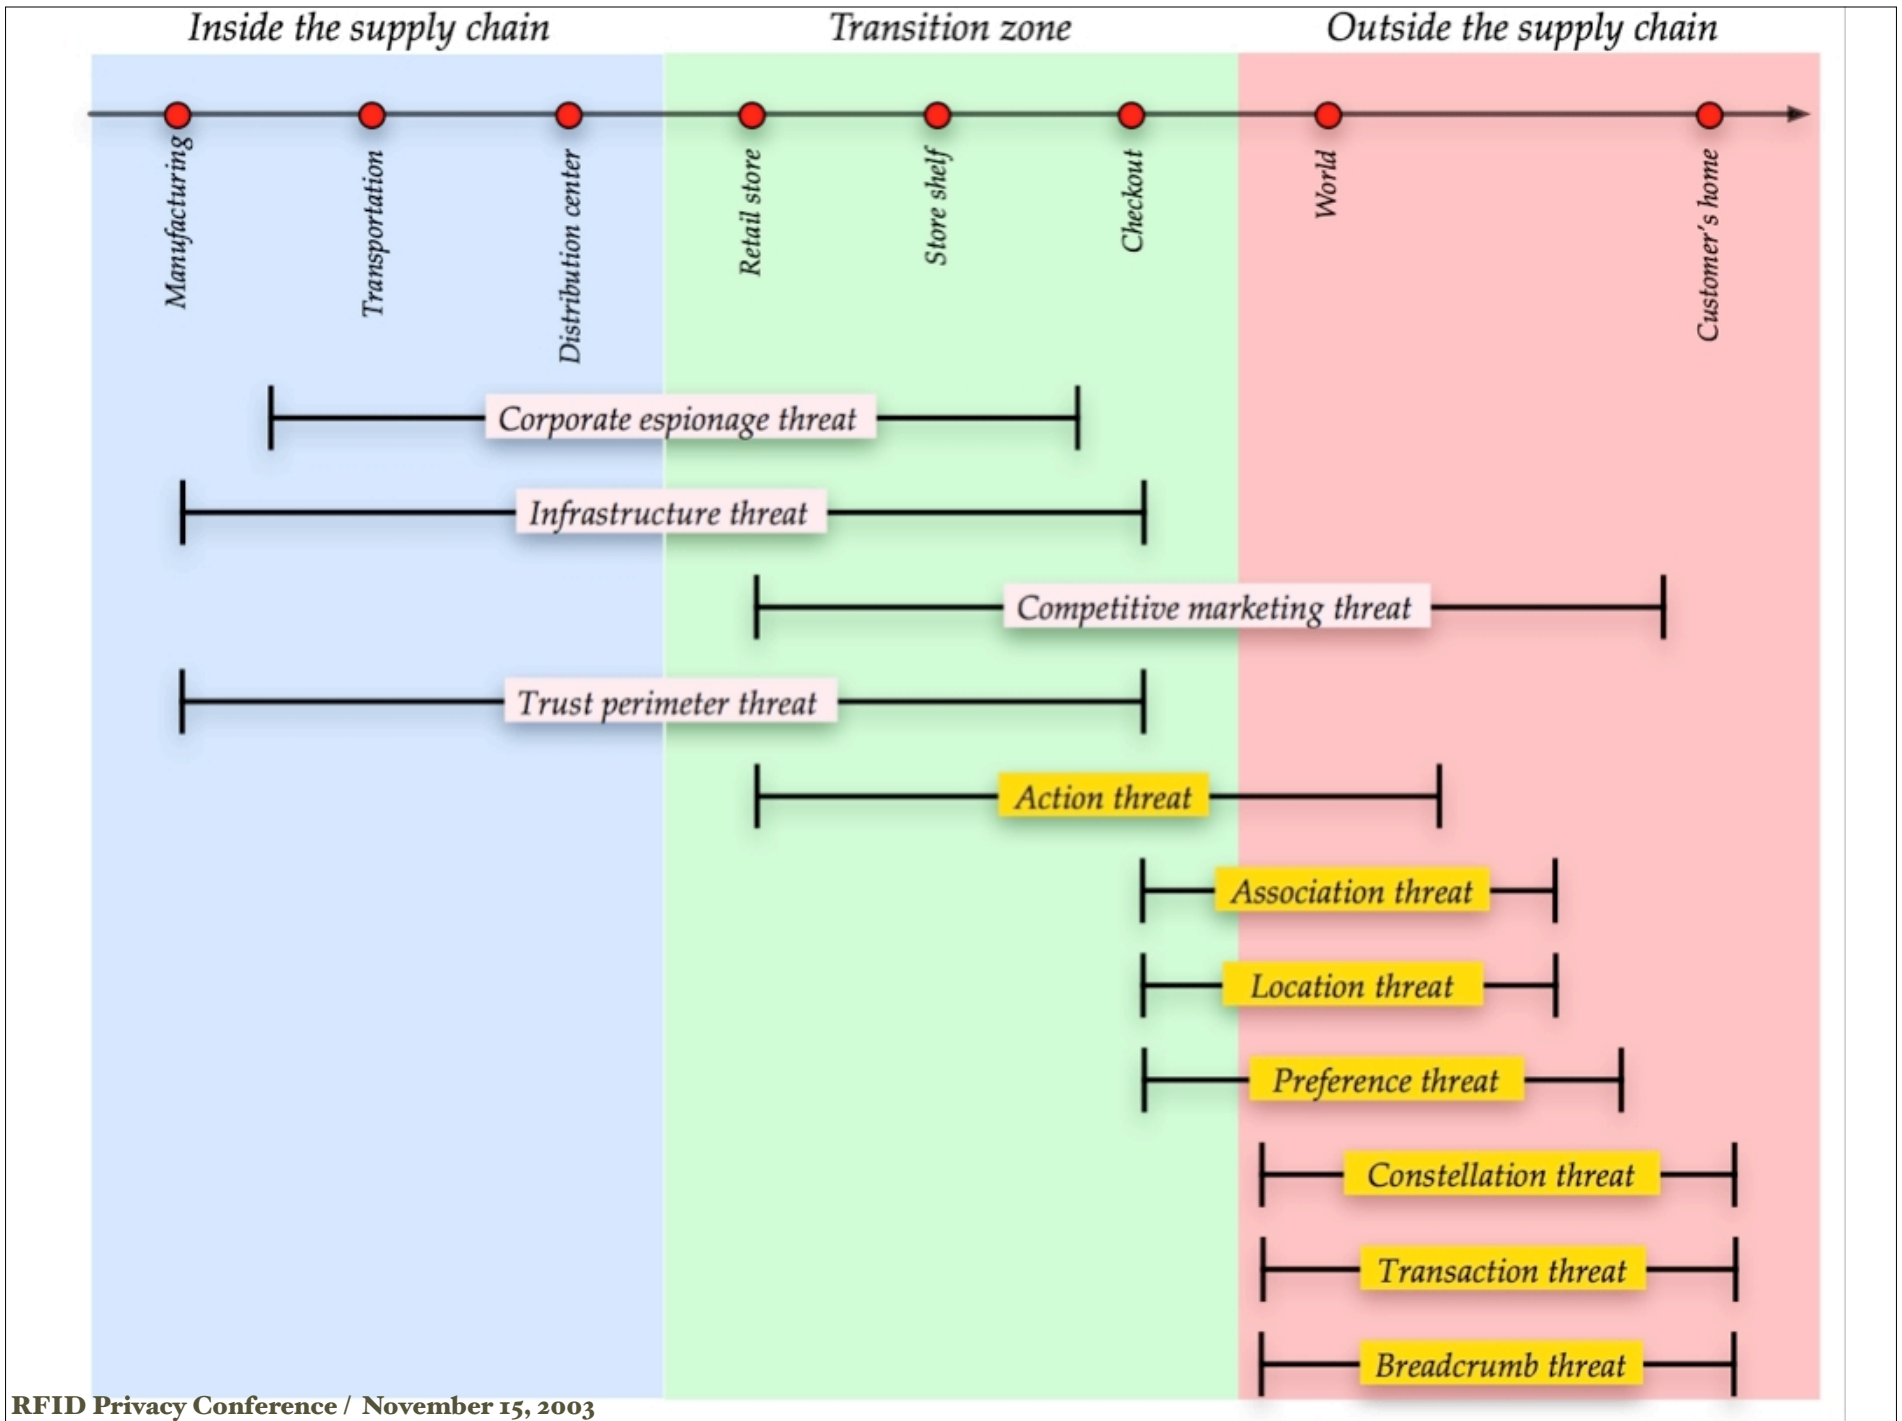 Inside the supply chain
Transition zone
Outside the supply chain
Manufacturing
Transportation
Distribution center
Retail store
Store shelf
Checkout
World
Customer's home
Corporate espionage threat
Infrastructure threat
Competitive marketing threat
Trust perimeter threat
Action threat
Association threat
Location threat
Preference threat
Constellation threat
Transaction threat
Breadcrumb threat
RFID Privacy Conference / November 15, 2003